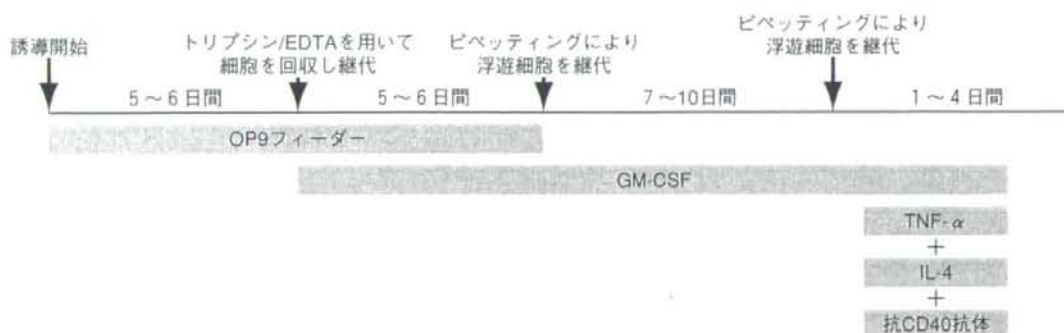 誘導開始
トリプシン/EDTAを用いて
細胞を回収し継代
ピペッティングにより
浮遊細胞を継代
ピペッティングにより
浮遊細胞を継代
5～6日間
5～6日間
7～10日間
1～4日間
OP9フィーダー
GM-CSF
TNF-α
+
IL-4
+
抗CD40抗体